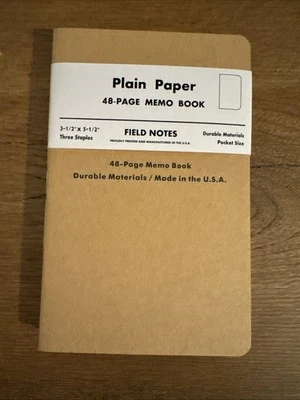 Plain Paper
48-PAGE MEMO BOOK
3-1/2" X 5-1/2"
Three Staples
FIELD NOTES
PROUDLY PRINTED AND MANUFACTURED IN THE U.S.A.
Durable Materials
Pocket Size
48-Page Memo Book
Durable Materials / Made in the U.S.A.